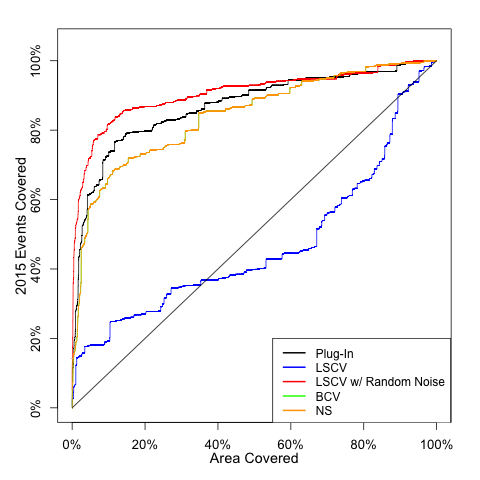 2015 Events Covered
100%
80%
60%
40%
20%
0%
Plug-In
LSCV
LSCV w/ Random Noise
BCV
NS
0%
20%
40%
60%
80%
100%
Area Covered